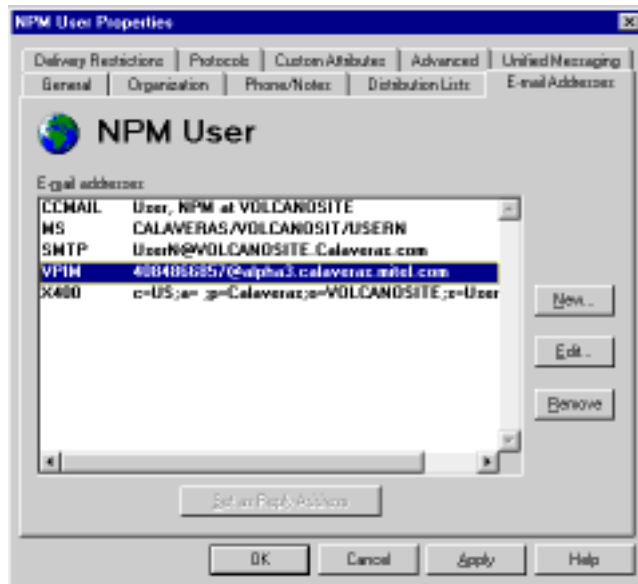 NPM User Properties
Delivery Restrictions Protocols Custom Attributes Advanced Unified Messaging
General Organization Phone/Notes Distribution Lists E-mail Addresses
NPM User
E-mail addresses
CCMAIL User, NPM at VOLCANOSITE
MS CALAVERAS/VOLCANOSIT/USERN
SMTP UserN@VOLCANOSITE.Calaveras.com
VPIM 4084866857@alpha3.calaveras.mitel.com
X400 c=US;a= ;p=Calaveras;o=VOLCANOSITE;s=User
New...
Edit...
Remove
Set as Reply Address
OK Cancel Apply Help